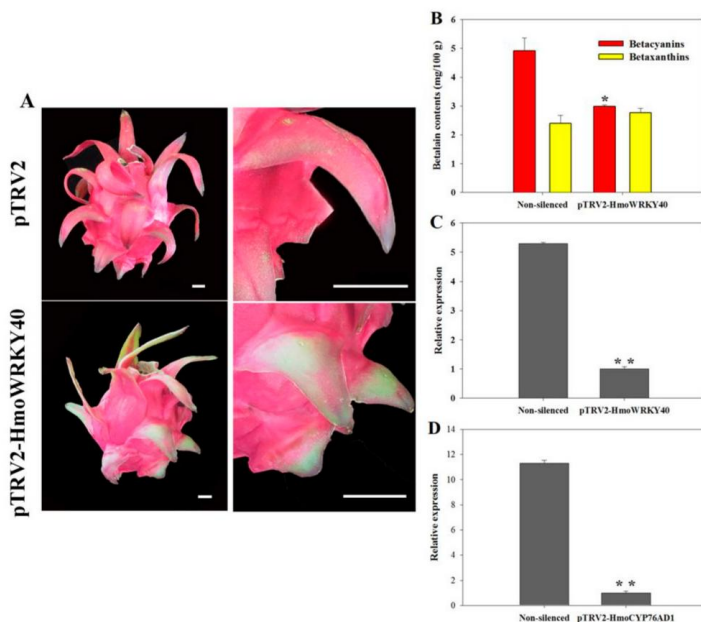 A
pTRV2
pTRV2-HmoWRKY40
B
Betalain contents (mg/100 g)
6
5
4
3
2
1
0
Betacyanins
Betaxanthins
*
Non-silenced
pTRV2-HmoWRKY40
C
Relative expression
6
5
4
3
2
1
0
* *
Non-silenced
pTRV2-HmoWRKY40
D
Relative expression
14
12
10
8
6
4
2
0
* *
Non-silenced
pTRV2-HmoCYP76AD1